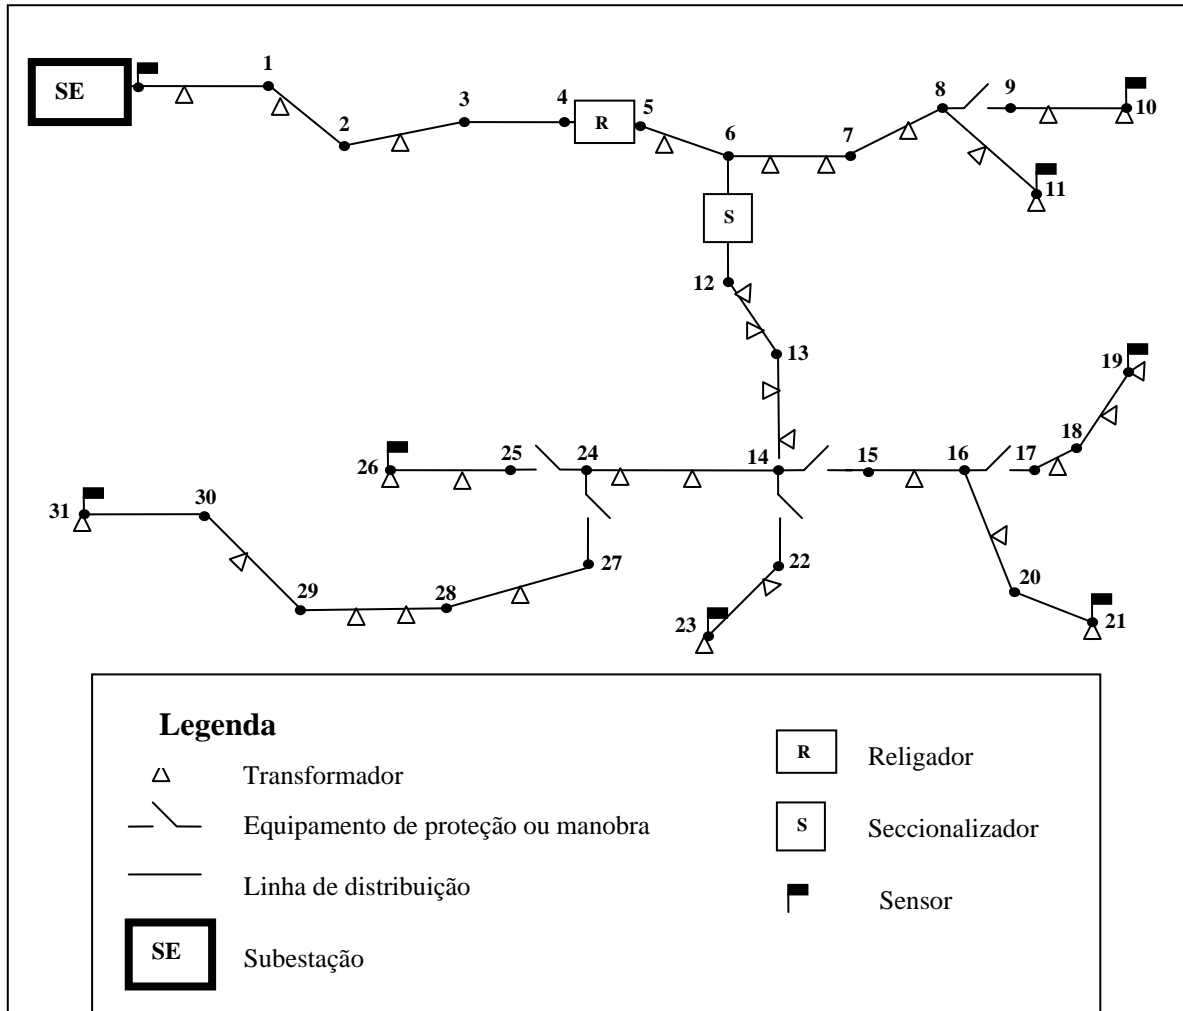 SE
1
2
3
4
R
5
6
7
8
9
10
11
S
12
13
14
15
16
17
18
19
20
21
22
23
24
25
26
27
28
29
30
31
Legenda
Transformador
Equipamento de proteção ou manobra
Linha de distribuição
SE
Subestação
R
Religador
S
Seccionalizador
Sensor